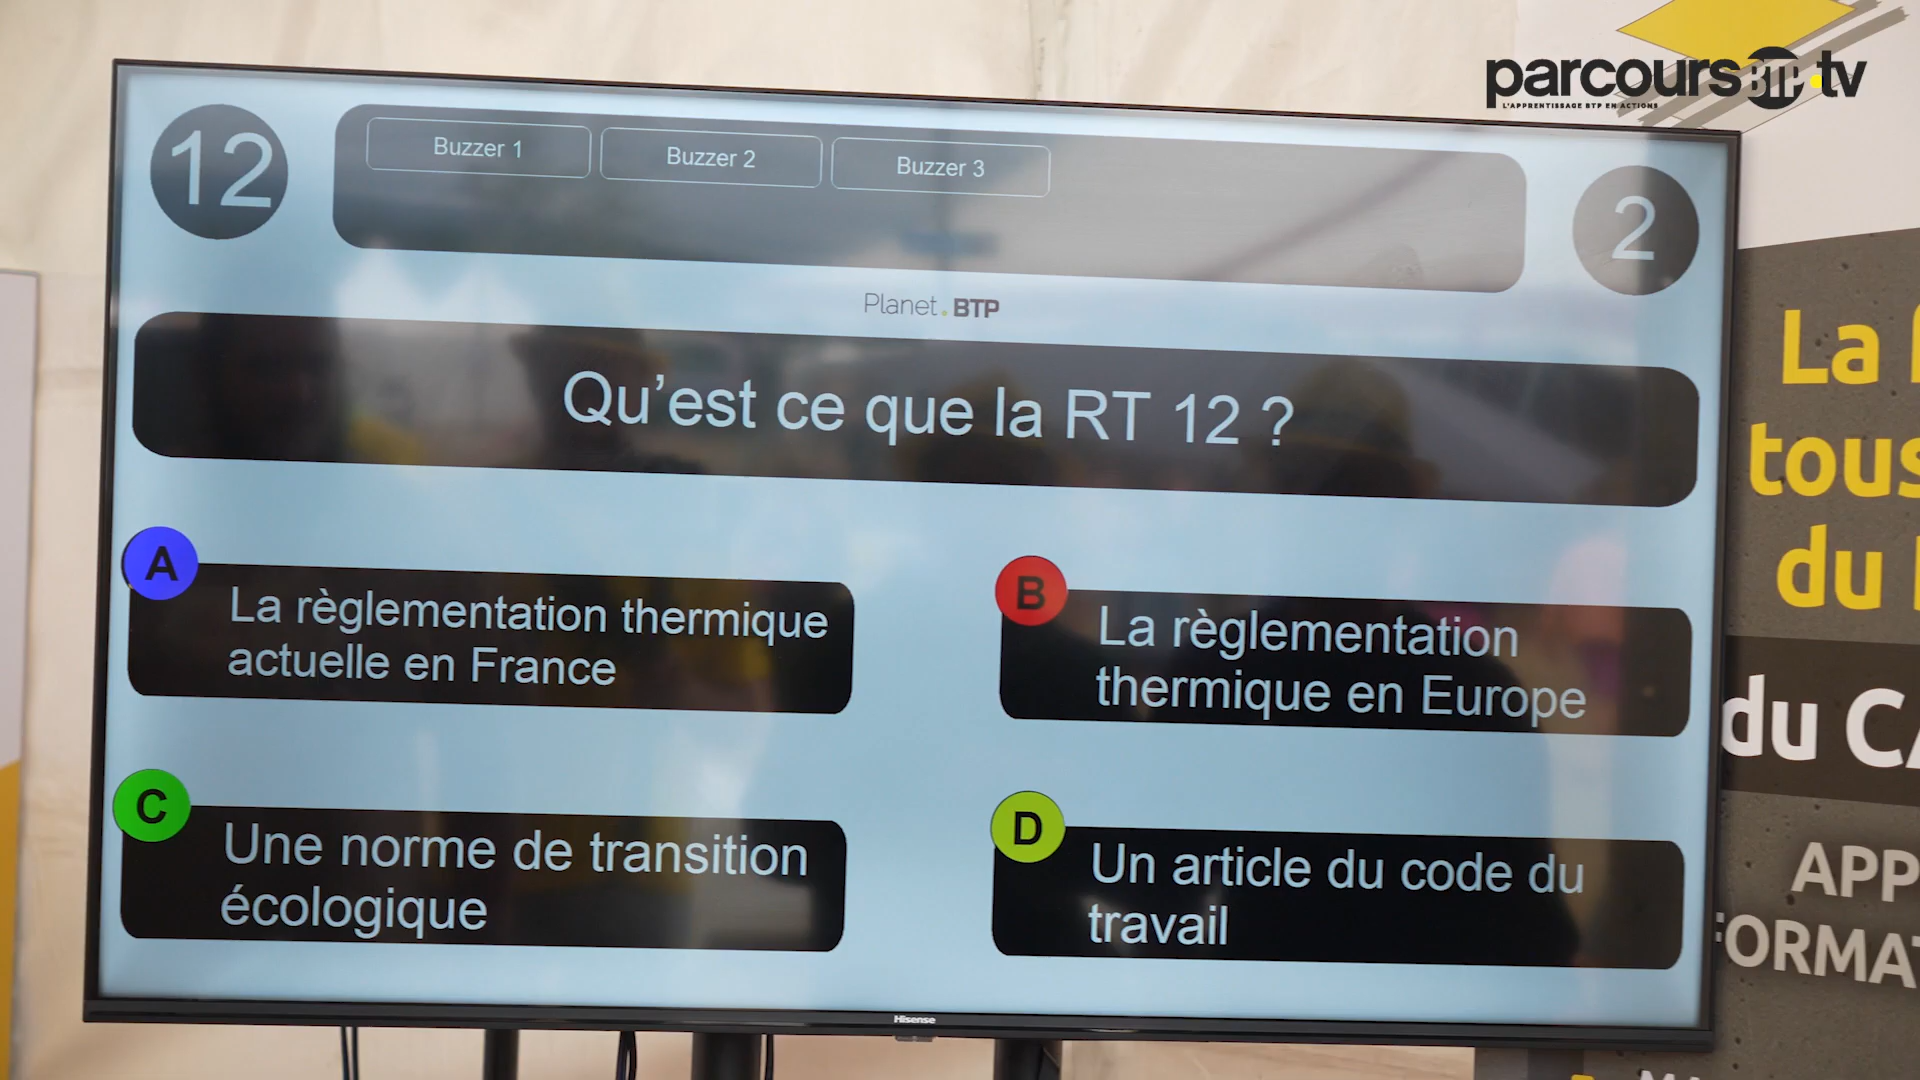 parcoursBTP.tv
L'APPRENTISSAGE BTP EN ACTIONS
12
Buzzer 1
Buzzer 2
Buzzer 3
2
Planet.BTP
Qu'est ce que la RT 12 ?
A
La règlementation thermique
actuelle en France
B
La règlementation
thermique en Europe
C
Une norme de transition
écologique
D
Un article du code du
travail
Hisense
La
tous
du
du
APP
FORMAT